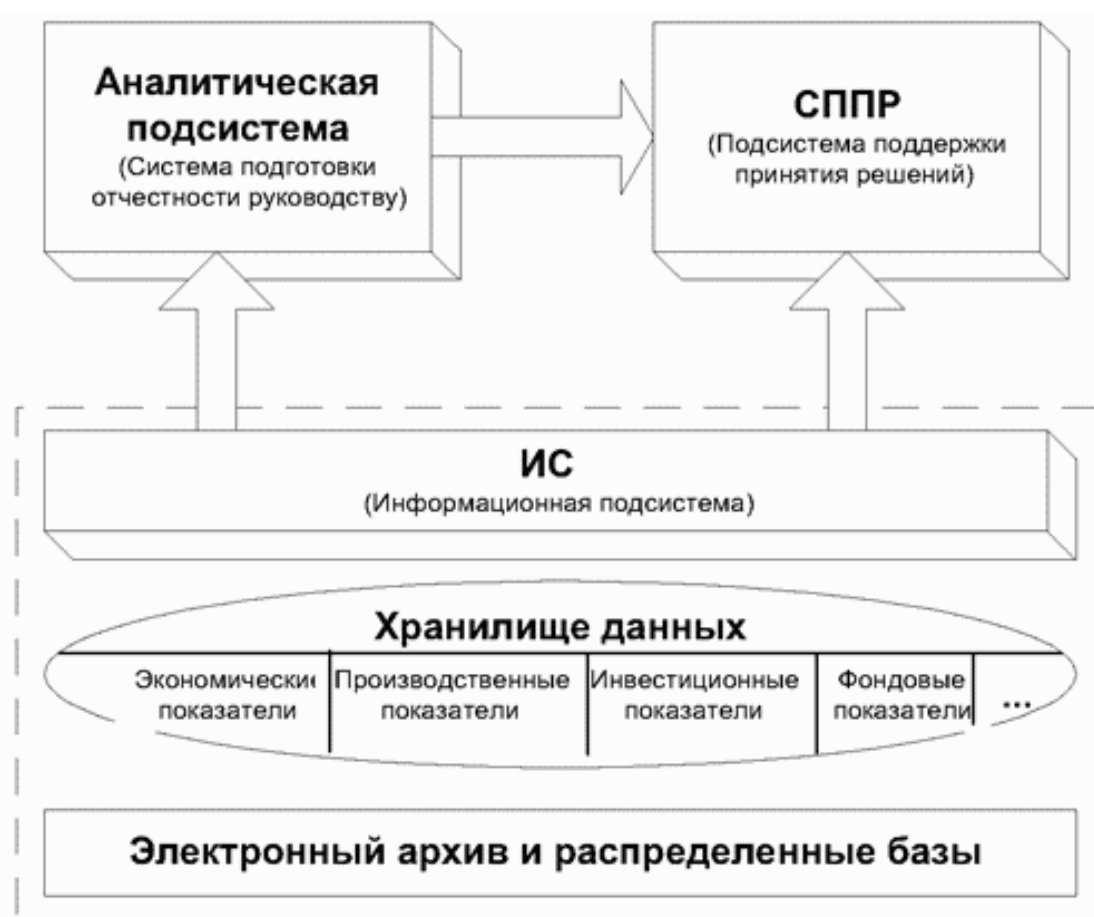 Аналитическая
подсистема
(Система подготовки
отчестности руководству)
СППР
(Подсистема поддержки
принятия решений)
ИС
(Информационная подсистема)
Хранилище данных
Экономические
показатели
Производственные
показатели
Инвестиционные
показатели
Фондовые
показатели
...
Электронный архив и распределенные базы